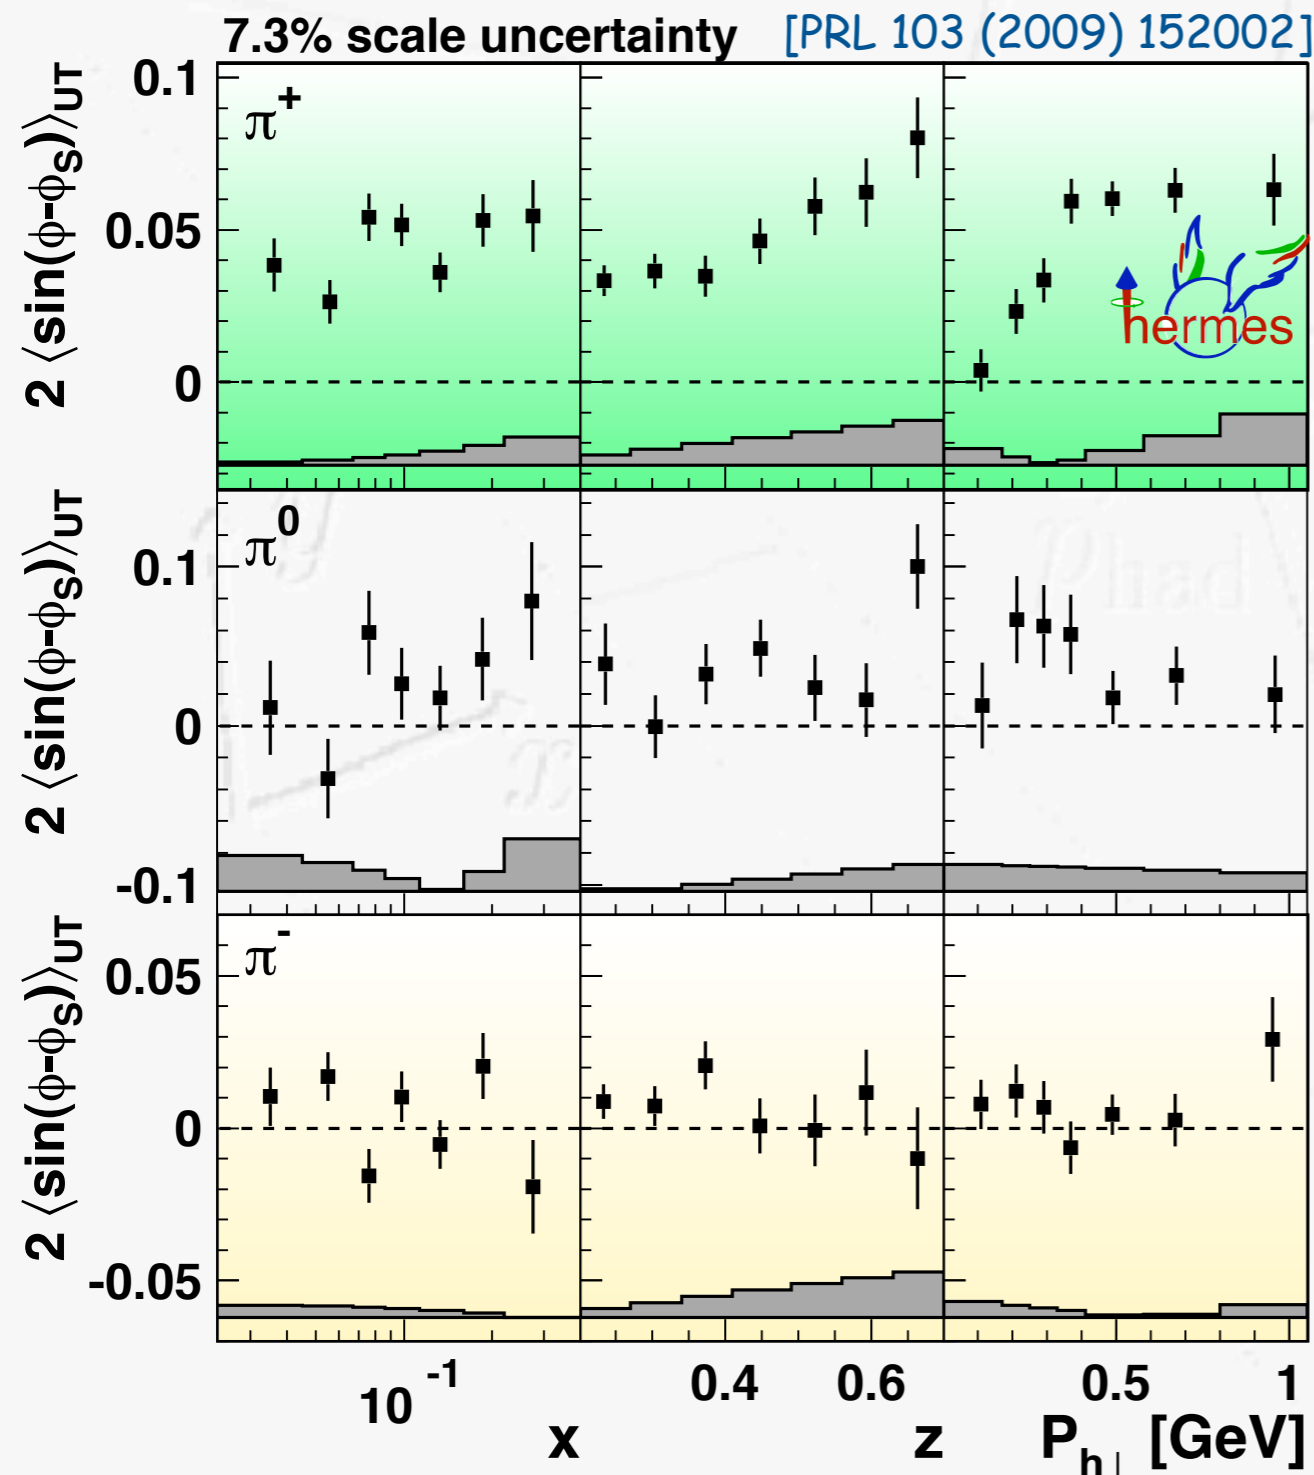 7.3% scale uncertainty [PRL 103 (2009) 152002]
2 ⟨sin(ϕ-ϕS)⟩UT
0.1
0.05
0
π+
hermes
2 ⟨sin(ϕ-ϕS)⟩UT
0.1
0
-0.1
π0
2 ⟨sin(ϕ-ϕS)⟩UT
0.05
0
-0.05
π-
10-1 0.4 0.6 0.5 1
x z Ph⊥ [GeV]